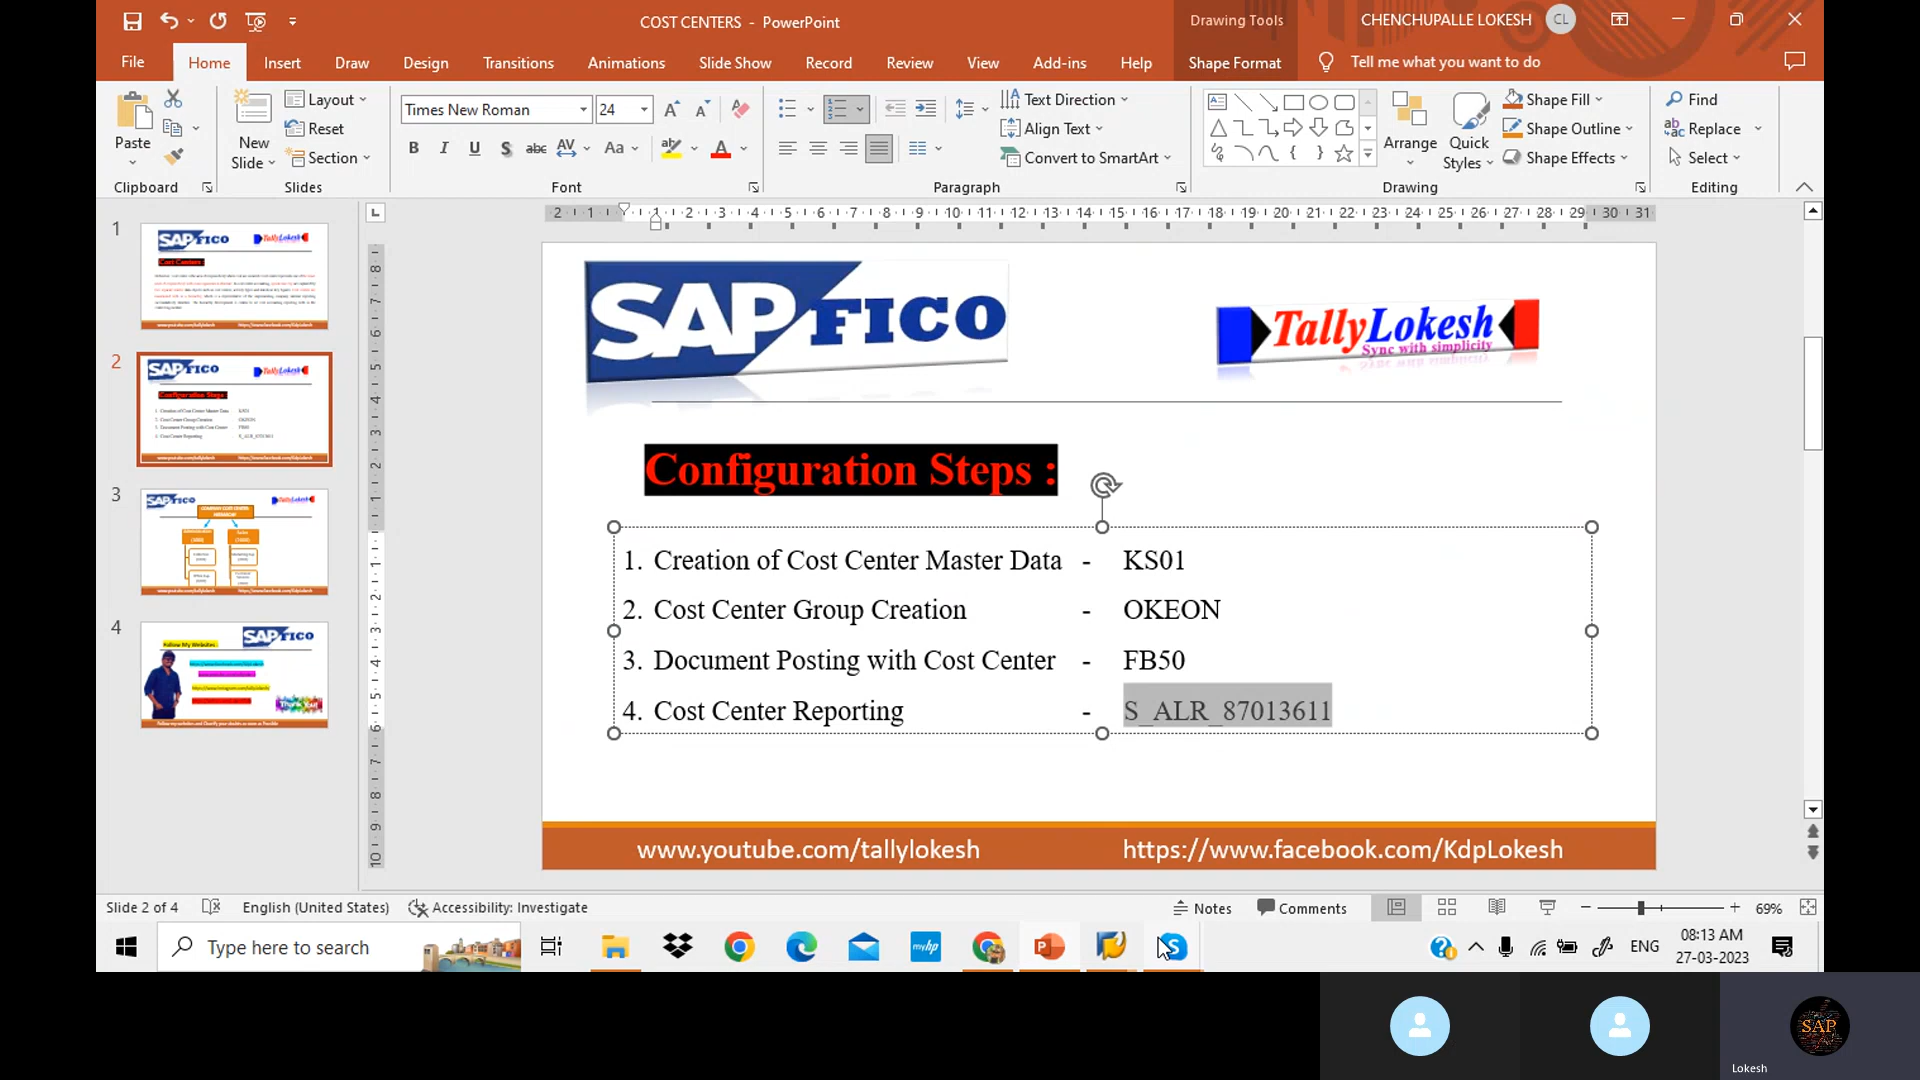 COST CENTERS - PowerPoint
Drawing Tools
CHENCHUPALLE LOKESH
CL
File
Home
Insert
Draw
Design
Transitions
Animations
Slide Show
Record
Review
View
Add-ins
Help
Shape Format
Tell me what you want to do
Paste
New Slide
Layout
Reset
Section
Times New Roman
24
Text Direction
Align Text
Convert to SmartArt
Arrange
Quick Styles
Shape Fill
Shape Outline
Shape Effects
Find
Replace
Select
Clipboard
Slides
Font
Paragraph
Drawing
Editing
1
2
3
4
SAP FICO
TallyLokesh
Sync with simplicity
Configuration Steps :
1. Creation of Cost Center Master Data - KS01
2. Cost Center Group Creation - OKEON
3. Document Posting with Cost Center - FB50
4. Cost Center Reporting - S_ALR_87013611
www.youtube.com/tallylokesh https://www.facebook.com/KdpLokesh
Slide 2 of 4
English (United States)
Accessibility: Investigate
Notes
Comments
69%
Type here to search
ENG
08:13 AM
27-03-2023
SAP
Lokesh